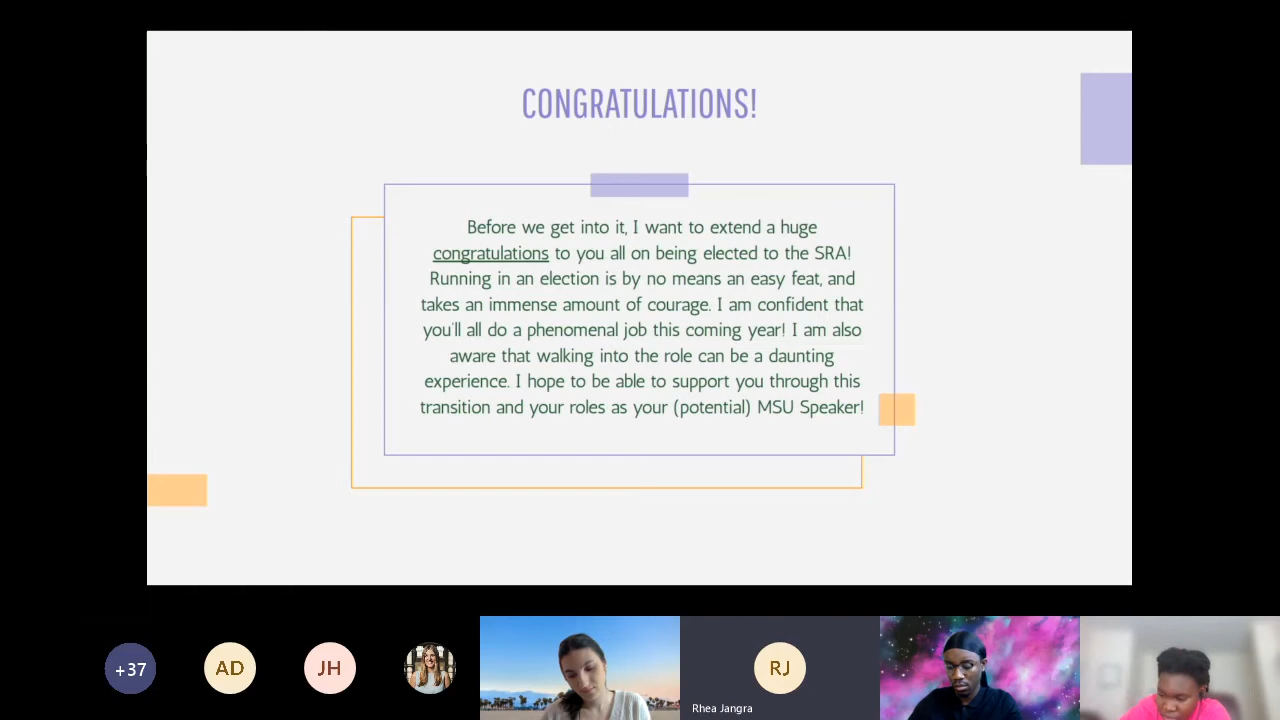 CONGRATULATIONS!
Before we get into it, I want to extend a huge
congratulations to you all on being elected to the SRA!
Running in an election is by no means an easy feat, and
takes an immense amount of courage. I am confident that
you'll all do a phenomenal job this coming year! I am also
aware that walking into the role can be a daunting
experience. I hope to be able to support you through this
transition and your roles as your (potential) MSU Speaker!
+37
AD
JH
RJ
Rhea Jangra